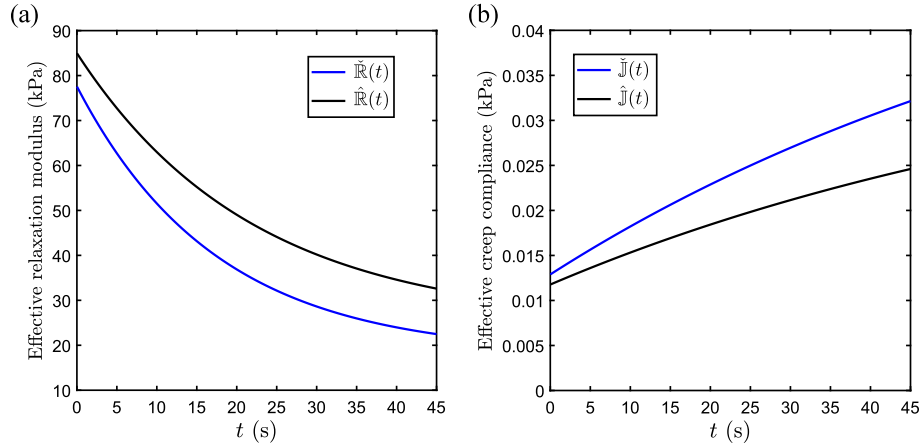 (a)
Effective relaxation modulus (kPa)
90
80
70
60
50
40
30
20
10
0 5 10 15 20 25 30 35 40 45
t (s)
ℝ̌(t)
ℝ̂(t)
(b)
Effective creep compliance (kPa)
0.04
0.035
0.03
0.025
0.02
0.015
0.01
0.005
0
0 5 10 15 20 25 30 35 40 45
t (s)
𝕁̌(t)
𝕁̂(t)